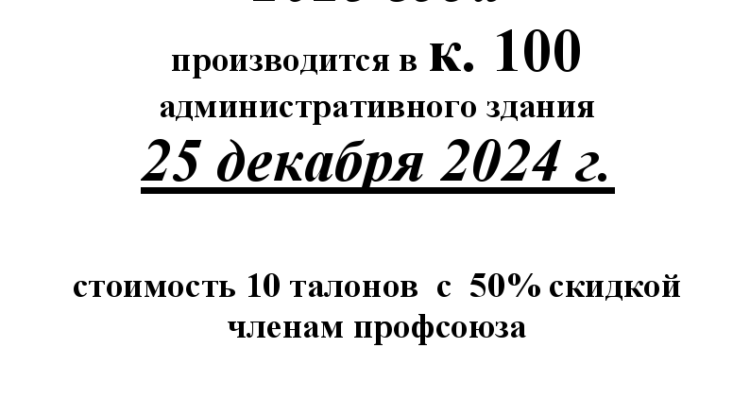 производится в к. 100
административного здания
25 декабря 2024 г.
стоимость 10 талонов с 50% скидкой
членам профсоюза